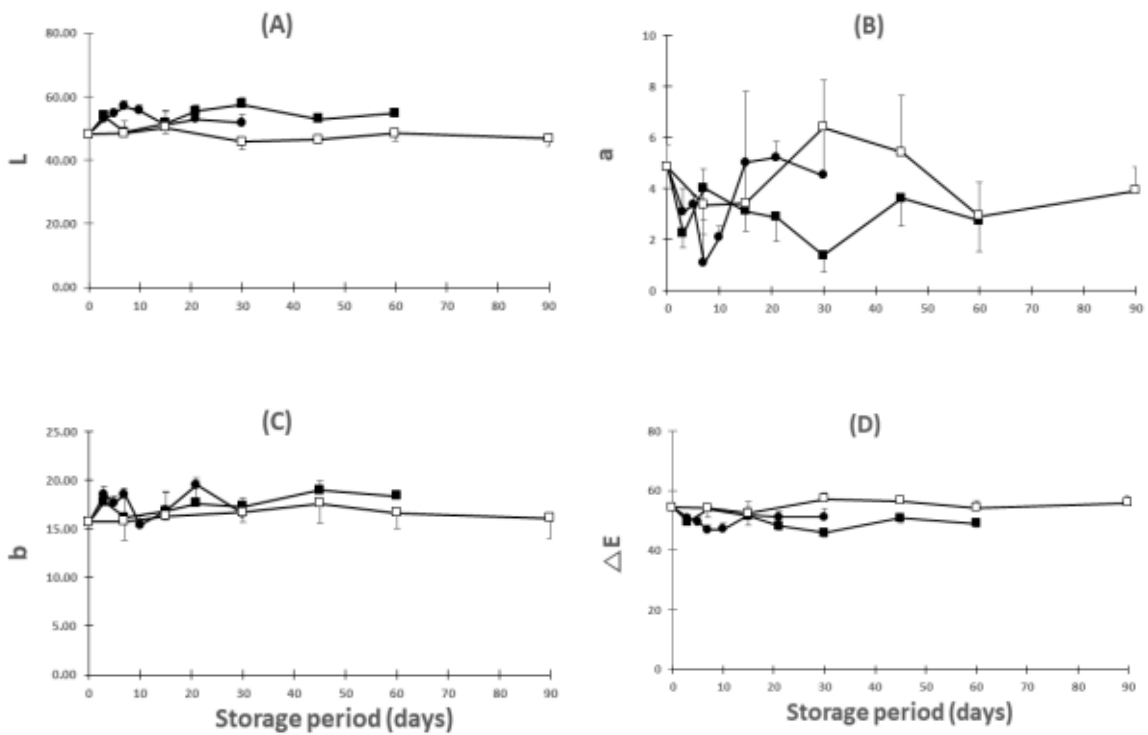 (A)
80.00
60.00
40.00
20.00
0.00
L
0 10 20 30 40 50 60 70 80 90
(B)
10
8
6
4
2
0
a
0 10 20 30 40 50 60 70 80 90
(C)
25.00
20.00
15.00
10.00
5.00
0.00
b
0 10 20 30 40 50 60 70 80 90
Storage period (days)
(D)
80
60
40
20
0
△E
0 10 20 30 40 50 60 70 80 90
Storage period (days)